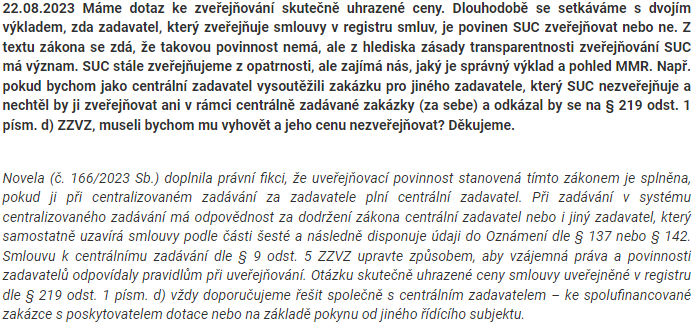 22.08.2023 Máme dotaz ke zveřejňování skutečně uhrazené ceny. Dlouhodobě se setkáváme s dvojím
výkladem, zda zadavatel, který zveřejňuje smlouvy v registru smluv, je povinen SUC zveřejňovat nebo ne. Z
textu zákona se zdá, že takovou povinnost nemá, ale z hlediska zásady transparentnosti zveřejňování SUC
má význam. SUC stále zveřejňujeme z opatrnosti, ale zajímá nás, jaký je správný výklad a pohled MMR. Např.
pokud bychom jako centrální zadavatel vysoutěžili zakázku pro jiného zadavatele, který SUC nezveřejňuje a
nechtěl by ji zveřejňovat ani v rámci centrálně zadávané zakázky (za sebe) a odkázal by se na § 219 odst. 1
písm. d) ZZVZ, museli bychom mu vyhovět a jeho cenu nezveřejňovat? Děkujeme.
Novela (č. 166/2023 Sb.) doplnila právní fikci, že uveřejňovací povinnost stanovená tímto zákonem je splněna,
pokud ji při centralizovaném zadávání za zadavatele plní centrální zadavatel. Při zadávání v systému
centralizovaného zadávání má odpovědnost za dodržení zákona centrální zadavatel nebo i jiný zadavatel, který
samostatně uzavírá smlouvy podle části šesté a následně disponuje údaji do Oznámení dle § 137 nebo § 142.
Smlouvu k centrálnímu zadávání dle § 9 odst. 5 ZZVZ upravte způsobem, aby vzájemná práva a povinnosti
zadavatelů odpovídaly pravidlům při uveřejňování. Otázku skutečně uhrazené ceny smlouvy uveřejněné v registru
dle § 219 odst. 1 písm. d) vždy doporučujeme řešit společně s centrálním zadavatelem – ke spolufinancované
zakázce s poskytovatelem dotace nebo na základě pokynu od jiného řídícího subjektu.